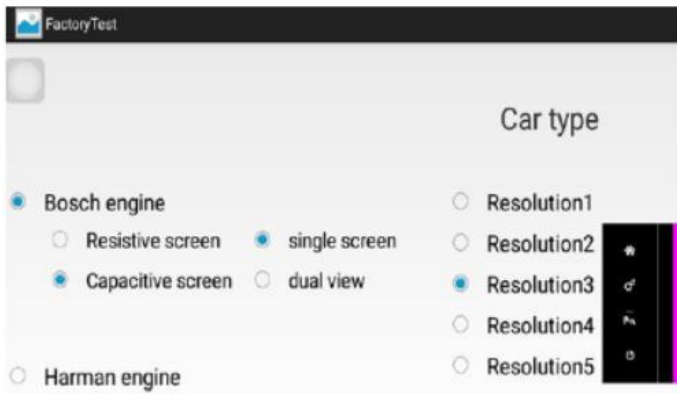 FactoryTest
Car type
Bosch engine
Resistive screen single screen
Capacitive screen dual view
Harman engine
Resolution1
Resolution2
Resolution3
Resolution4
Resolution5